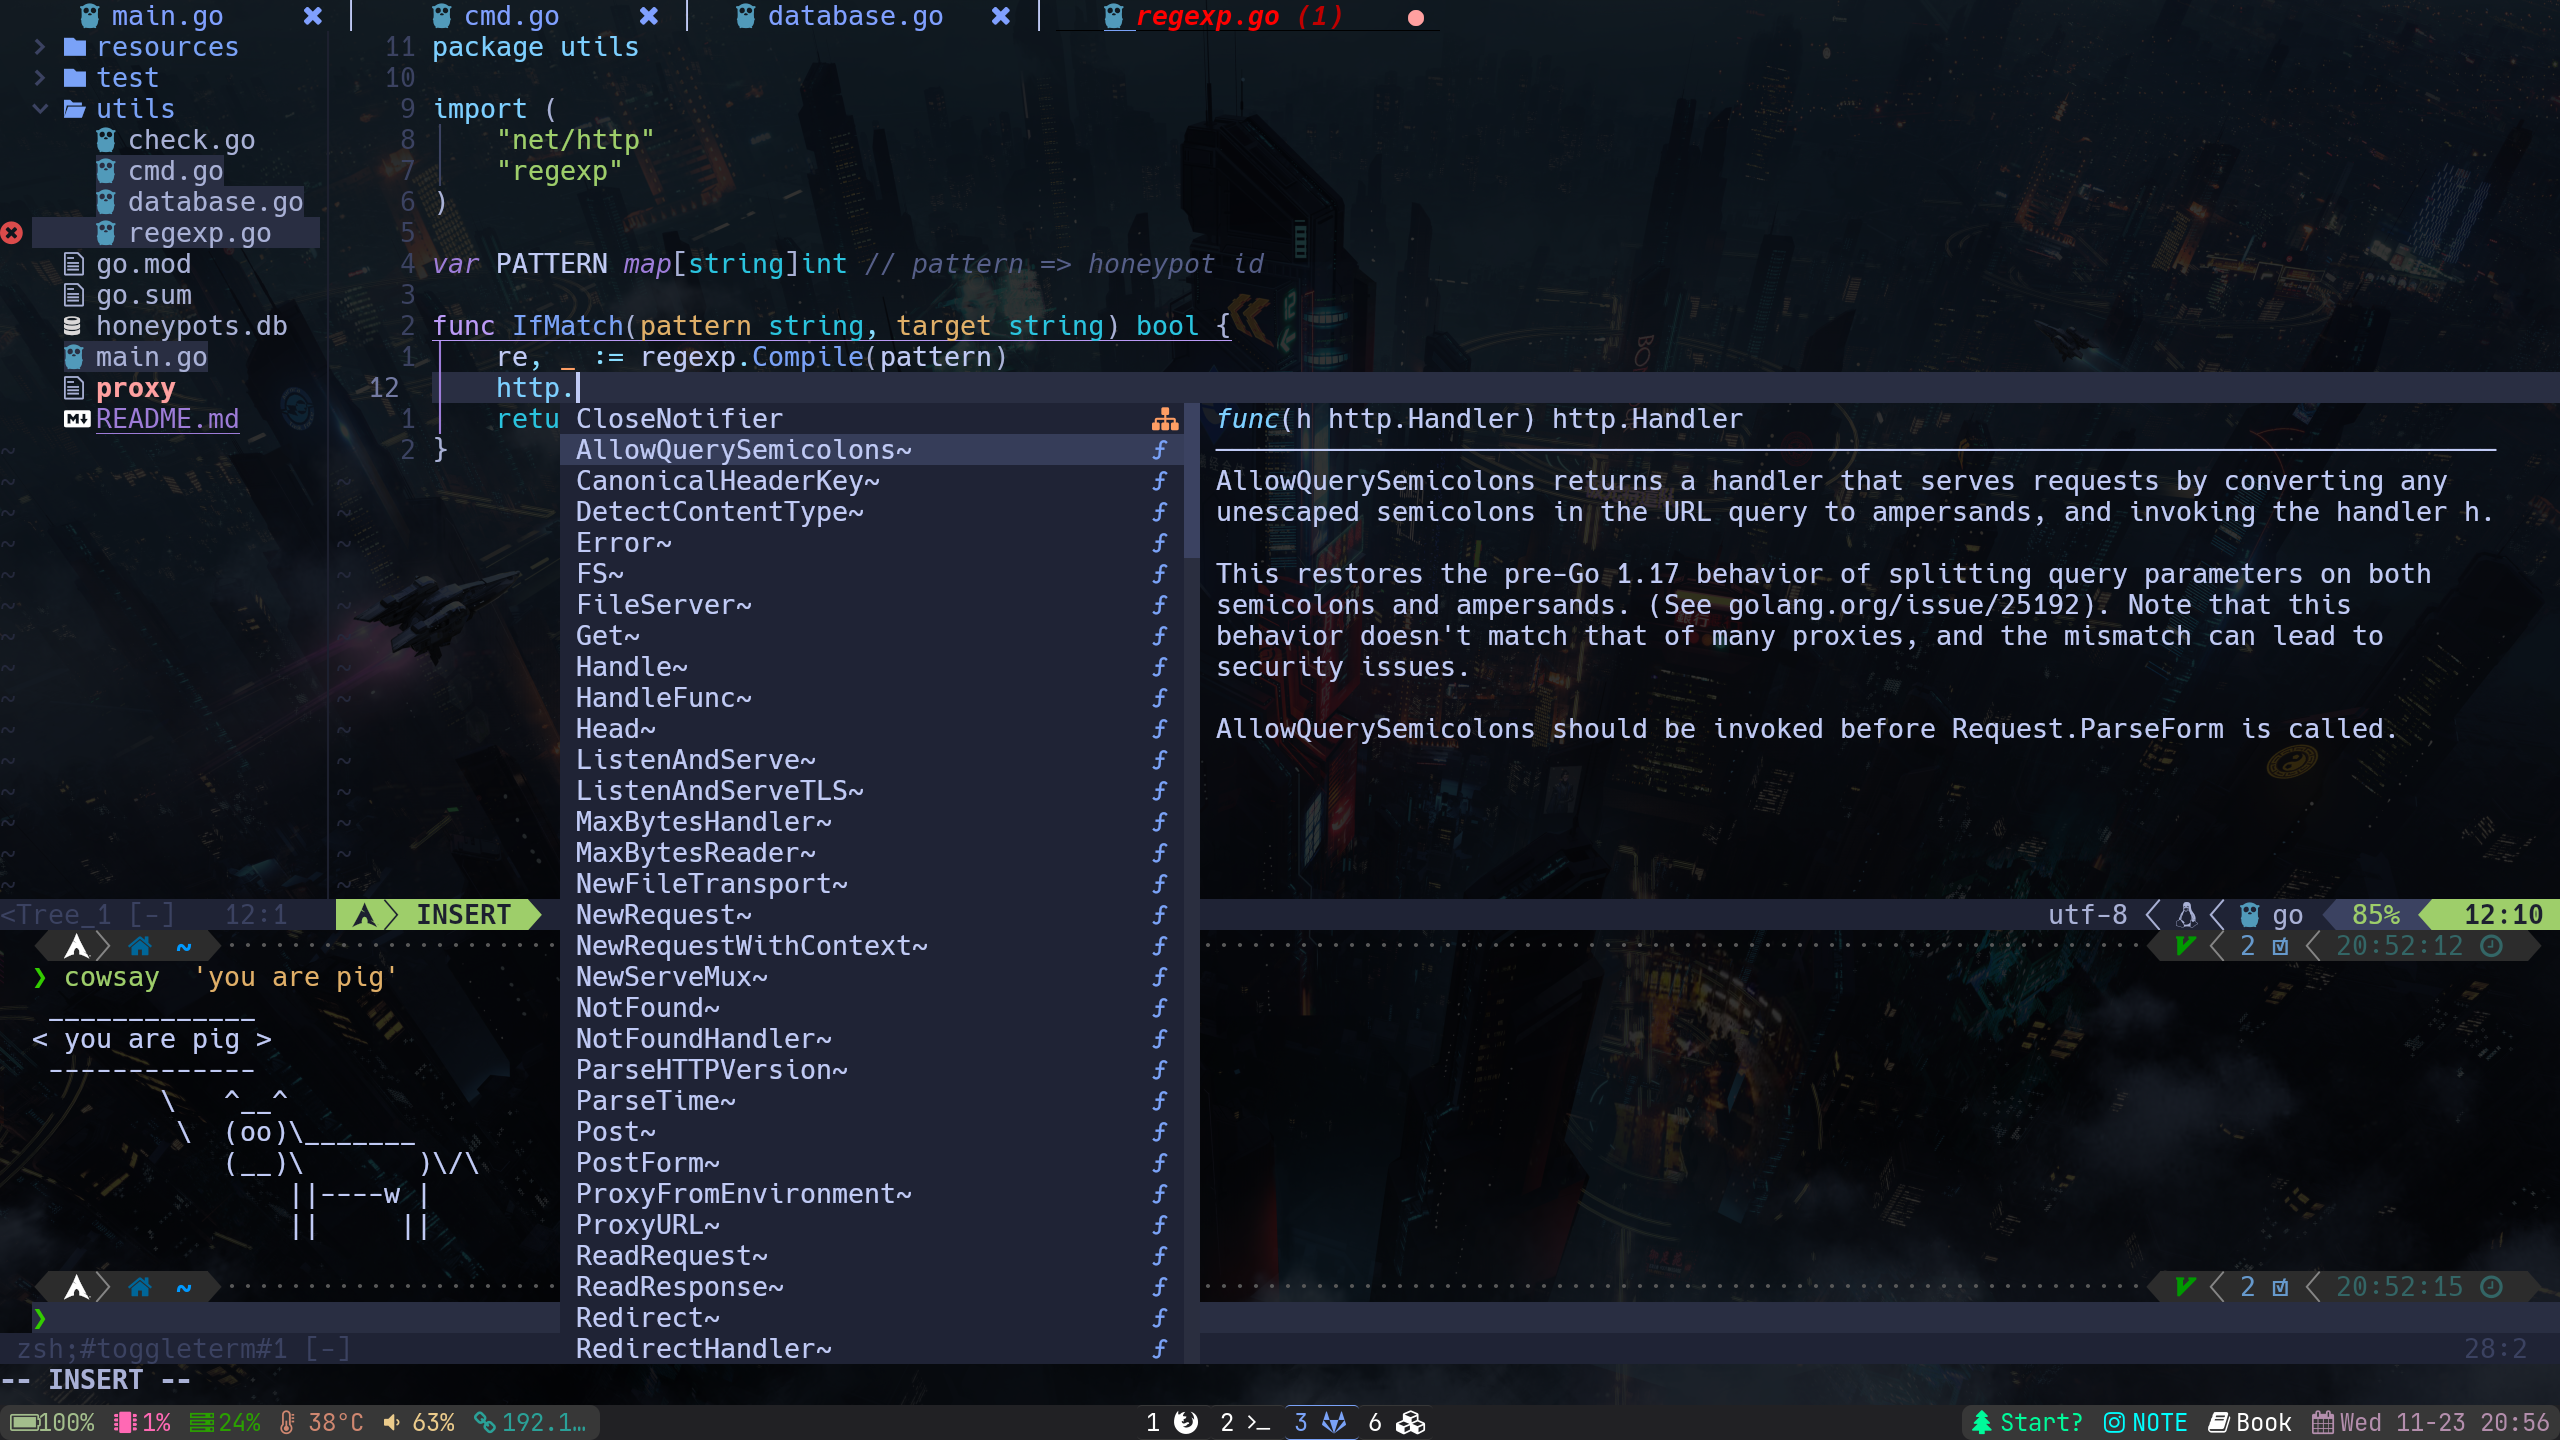 main.go cmd.go database.go regexp.go (1)
resources
test
utils
check.go
cmd.go
database.go
regexp.go
go.mod
go.sum
honeypots.db
main.go
proxy
README.md
11 package utils
10
9 import (
8 "net/http"
7 "regexp"
6 )
5
4 var PATTERN map[string]int // pattern => honeypot id
3
2 func IfMatch(pattern string, target string) bool {
1 re, _ := regexp.Compile(pattern)
12 http.
1 retu
2 }
CloseNotifier
AllowQuerySemicolons~ ƒ
CanonicalHeaderKey~ ƒ
DetectContentType~ ƒ
Error~ ƒ
FS~ ƒ
FileServer~ ƒ
Get~ ƒ
Handle~ ƒ
HandleFunc~ ƒ
Head~ ƒ
ListenAndServe~ ƒ
ListenAndServeTLS~ ƒ
MaxBytesHandler~ ƒ
MaxBytesReader~ ƒ
NewFileTransport~ ƒ
NewRequest~ ƒ
NewRequestWithContext~ ƒ
NewServeMux~ ƒ
NotFound~ ƒ
NotFoundHandler~ ƒ
ParseHTTPVersion~ ƒ
ParseTime~ ƒ
Post~ ƒ
PostForm~ ƒ
ProxyFromEnvironment~ ƒ
ProxyURL~ ƒ
ReadRequest~ ƒ
ReadResponse~ ƒ
Redirect~ ƒ
RedirectHandler~ ƒ
func(h http.Handler) http.Handler
AllowQuerySemicolons returns a handler that serves requests by converting any
unescaped semicolons in the URL query to ampersands, and invoking the handler h.
This restores the pre-Go 1.17 behavior of splitting query parameters on both
semicolons and ampersands. (See golang.org/issue/25192). Note that this
behavior doesn't match that of many proxies, and the mismatch can lead to
security issues.
AllowQuerySemicolons should be invoked before Request.ParseForm is called.
<Tree_1 [-] 12:1 INSERT utf-8 go 85% 12:10
~ 2 20:52:12
❯ cowsay 'you are pig'
_____________
< you are pig >
-------------
\ ^__^
\ (oo)\_______
(__)\ )\/\
||----w |
|| ||
~ 2 20:52:15
❯
zsh;#toggleterm#1 [-] 28:2
-- INSERT --
100% 1% 24% 38°C 63% 192.1… 1 2 3 6 Start? NOTE Book Wed 11-23 20:56